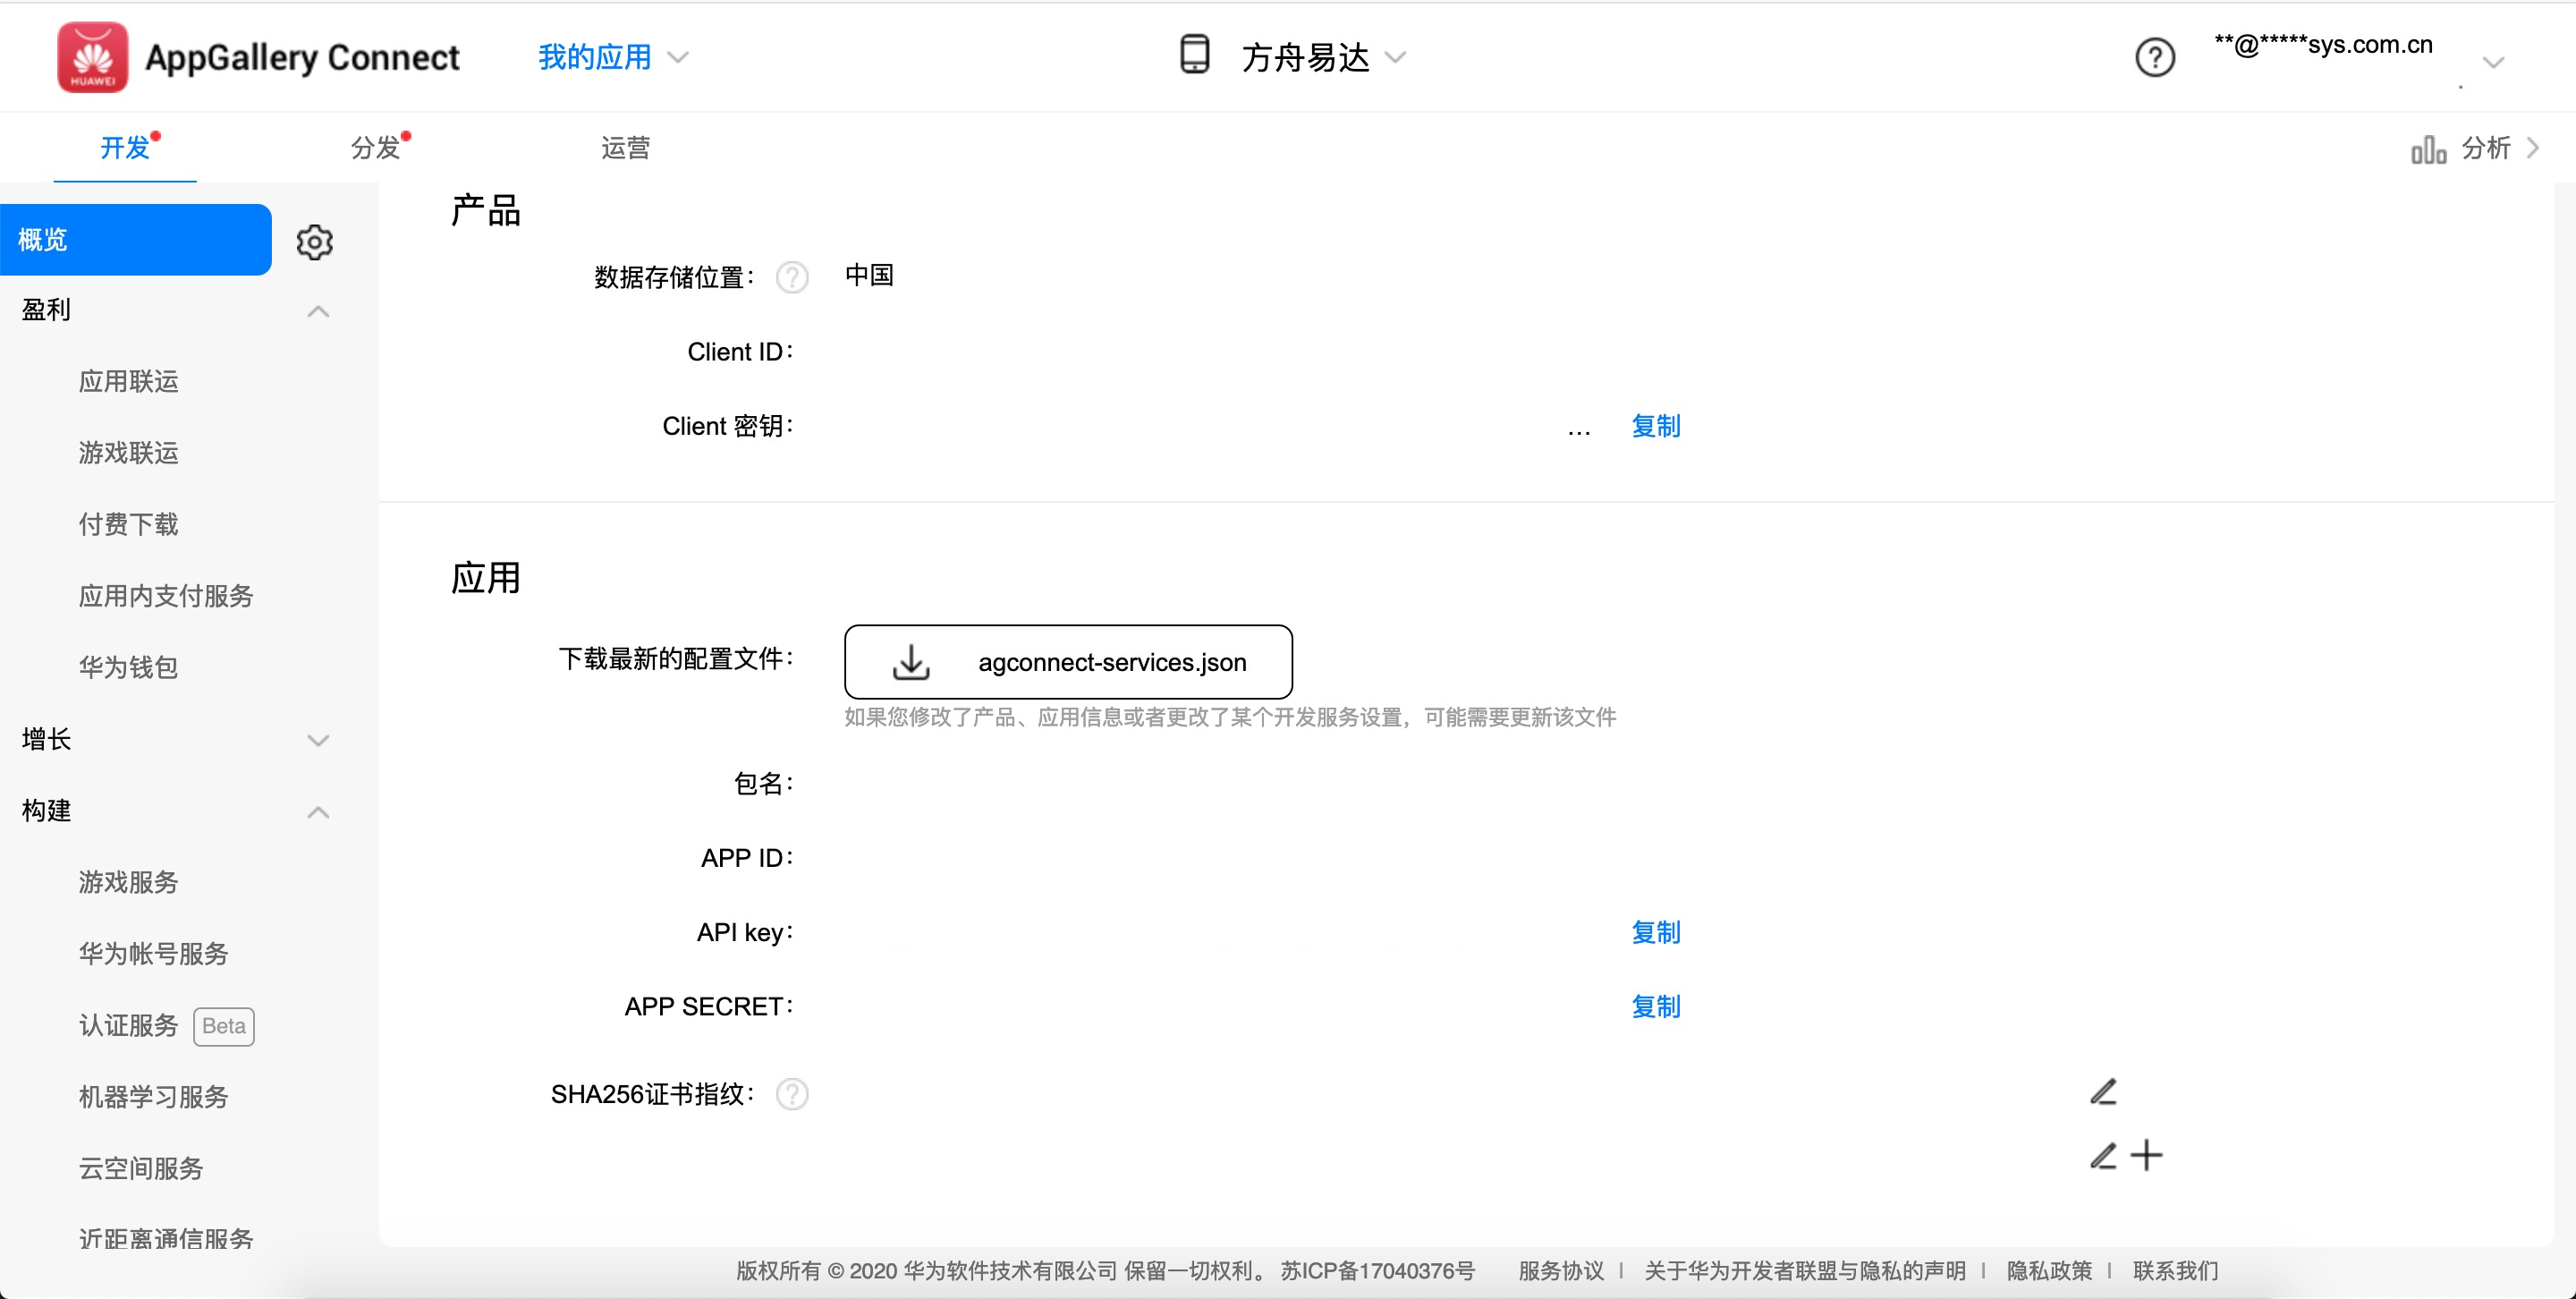 HUAWEI
AppGallery Connect 我的应用 方舟易达 **@*****sys.com.cn
开发 分发 运营 分析
概览
盈利
应用联运
游戏联运
付费下载
应用内支付服务
华为钱包
增长
构建
游戏服务
华为帐号服务
认证服务 Beta
机器学习服务
云空间服务
近距离通信服务
产品
数据存储位置： 中国
Client ID：
Client 密钥： ... 复制
应用
下载最新的配置文件： agconnect-services.json
如果您修改了产品、应用信息或者更改了某个开发服务设置，可能需要更新该文件
包名：
APP ID：
API key： 复制
APP SECRET： 复制
SHA256证书指纹：
版权所有 © 2020 华为软件技术有限公司 保留一切权利。 苏ICP备17040376号 服务协议 | 关于华为开发者联盟与隐私的声明 | 隐私政策 | 联系我们